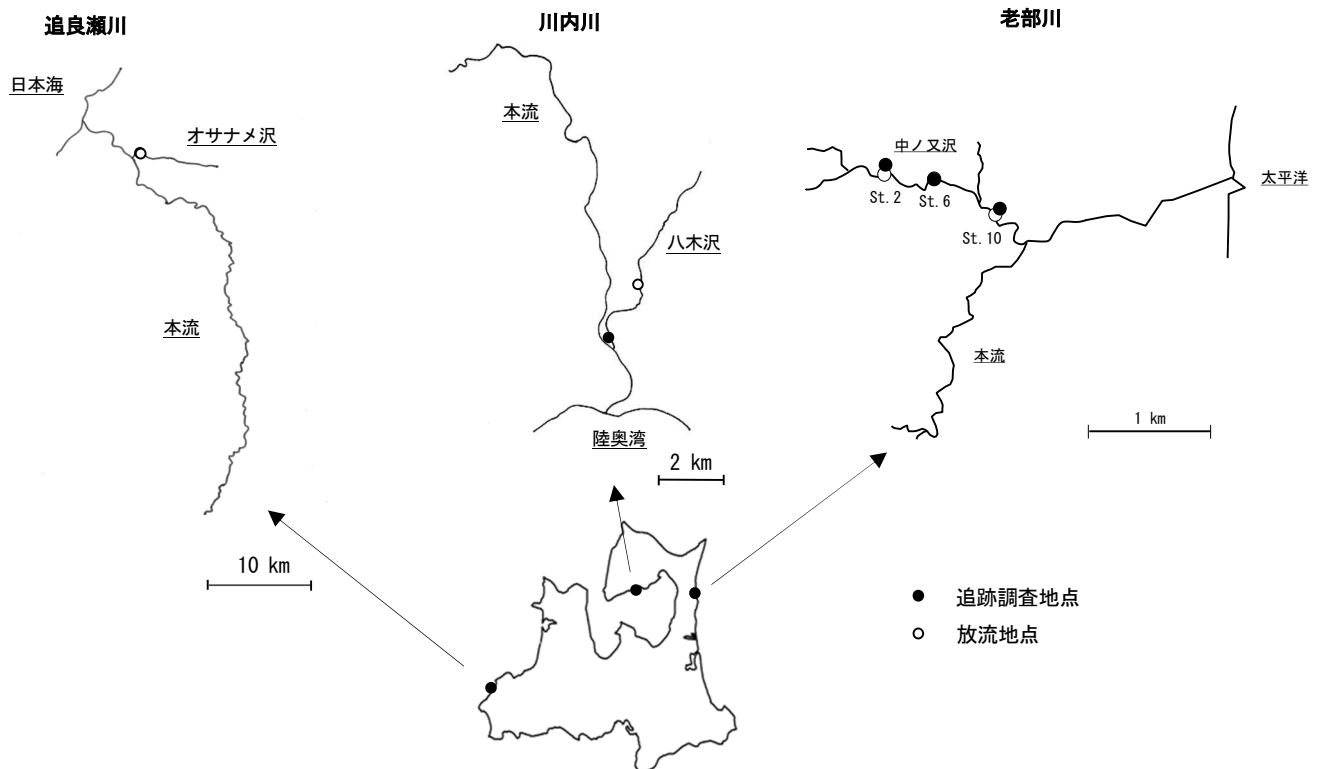 追良瀬川
日本海
オサナメ沢
本流
10 km
川内川
本流
八木沢
陸奥湾
2 km
老部川
中ノ又沢
太平洋
St. 2
St. 6
St. 10
本流
1 km
追跡調査地点
放流地点